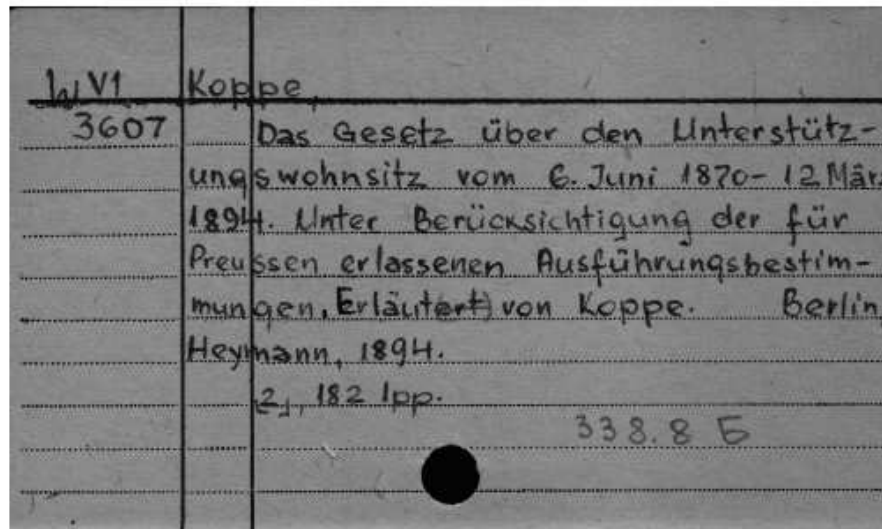 W V1 Koppe,
3607 Das Gesetz über den Unterstütz-
ungswohnsitz vom 6. Juni 1870 - 12 Mär
1894. Unter Berücksichtigung der für
Preussen erlassenen Ausführungsbestim-
mungen, Erläutert von Koppe. Berlin,
Heymann, 1894.
[2], 182 lpp.
338.8 Б